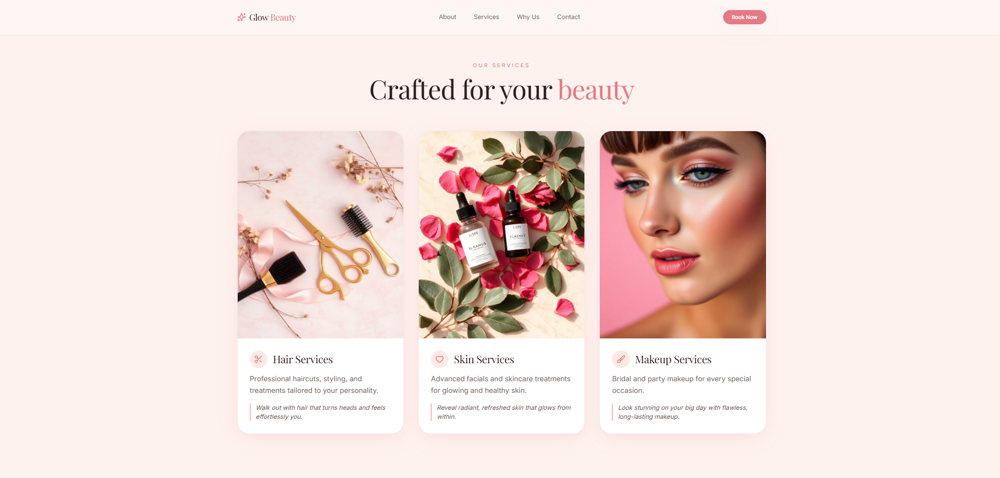 Glow Beauty
About
Services
Why Us
Contact
Book Now
OUR SERVICES
Crafted for your beauty
LISFE
SLKANUS
LISFE
ELAENUS
Hair Services
Professional haircuts, styling, and
treatments tailored to your personality.
Walk out with hair that turns heads and feels
effortlessly you.
Skin Services
Advanced facials and skincare treatments
for glowing and healthy skin.
Reveal radiant, refreshed skin that glows from
within.
Makeup Services
Bridal and party makeup for every special
occasion.
Look stunning on your big day with flawless,
long-lasting makeup.